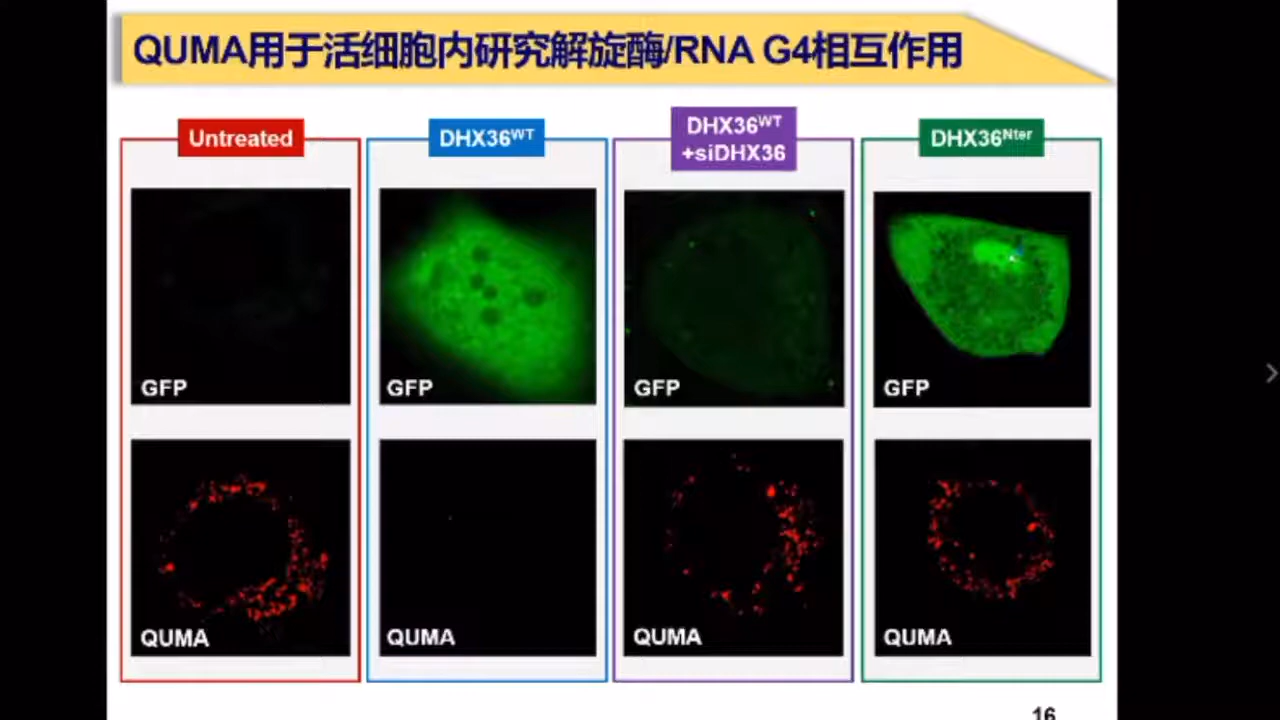 QUMA用于活细胞内研究解旋酶/RNA G4相互作用
Untreated
DHX36WT
DHX36WT
+siDHX36
DHX36Nter
GFP
GFP
GFP
GFP
QUMA
QUMA
QUMA
QUMA
16